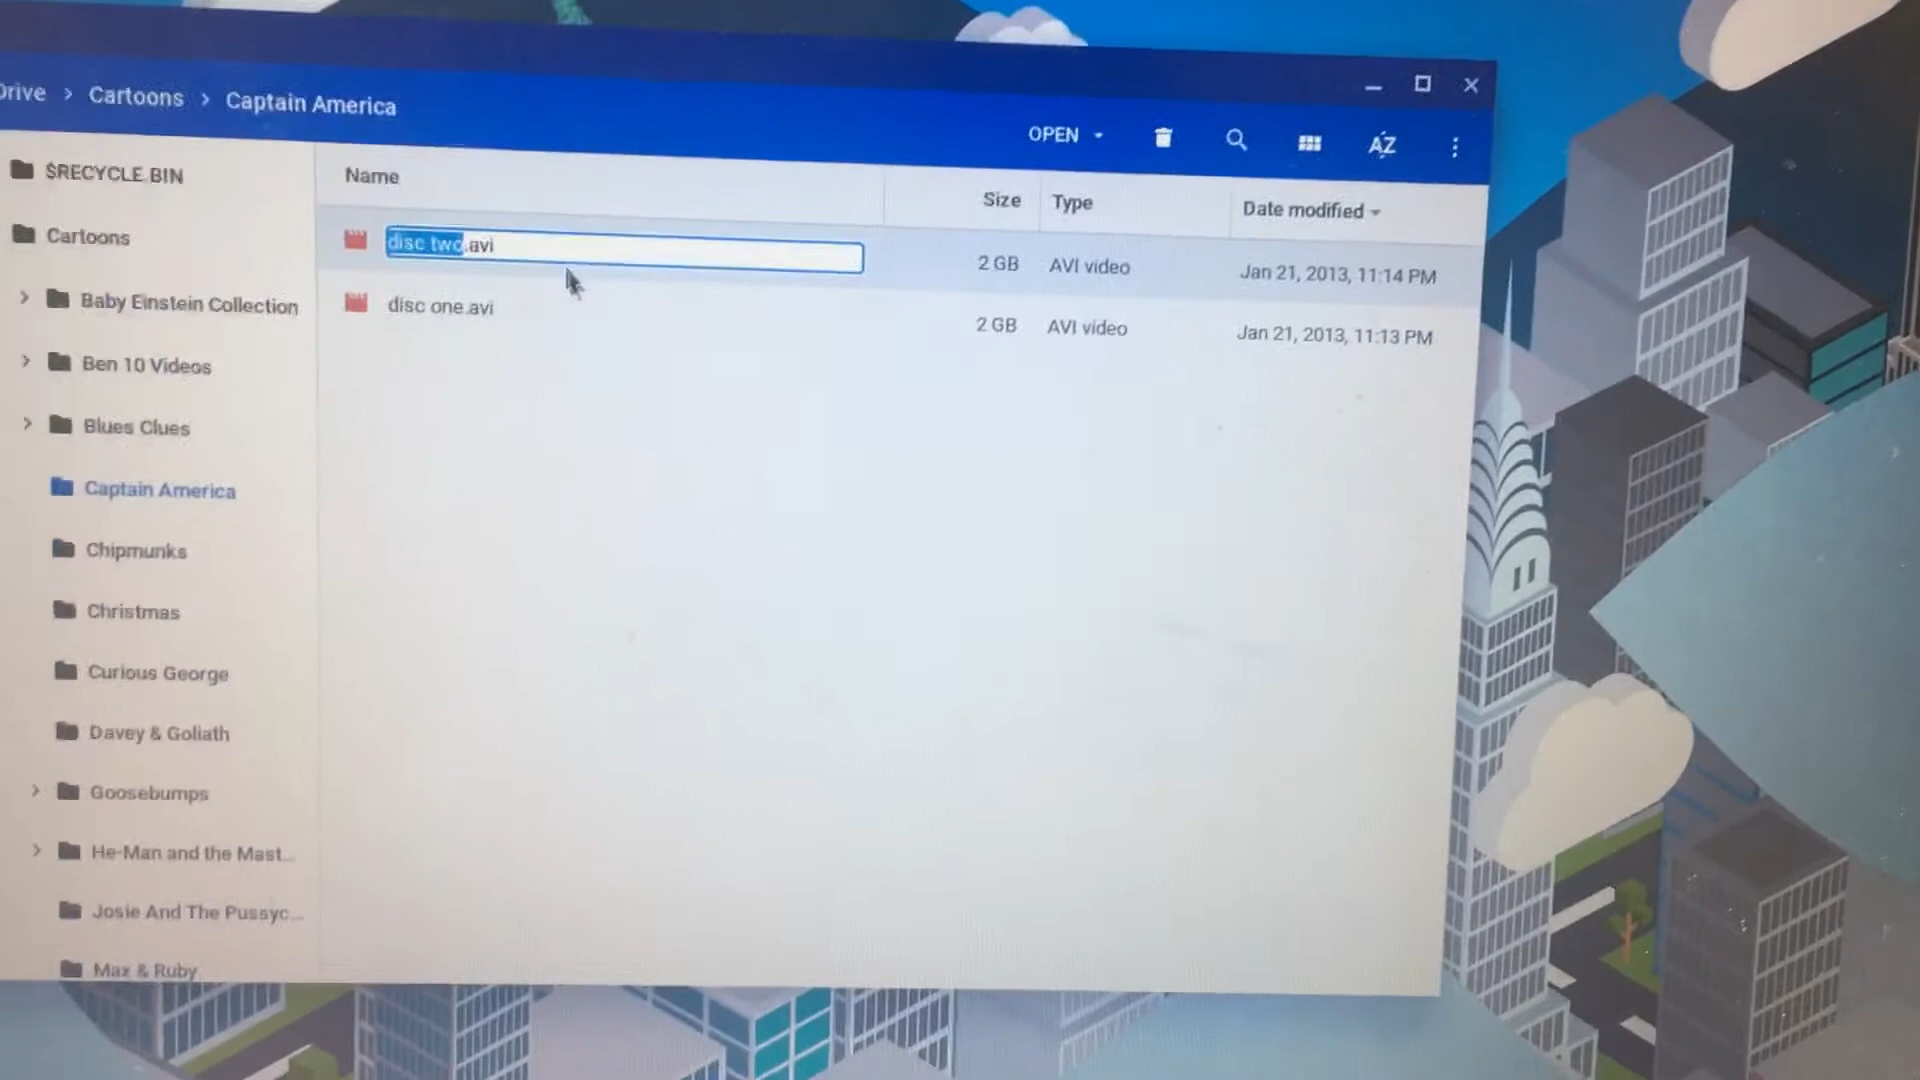 Drive > Cartoons > Captain America
OPEN
AZ
$RECYCLE.BIN
Cartoons
Baby Einstein Collection
Ben 10 Videos
Blues Clues
Captain America
Chipmunks
Christmas
Curious George
Davey & Goliath
Goosebumps
He-Man and the Mast...
Josie And The Pussyc...
Max & Ruby
Name Size Type Date modified
disc two.avi 2 GB AVI video Jan 21, 2013, 11:14 PM
disc one.avi 2 GB AVI video Jan 21, 2013, 11:13 PM